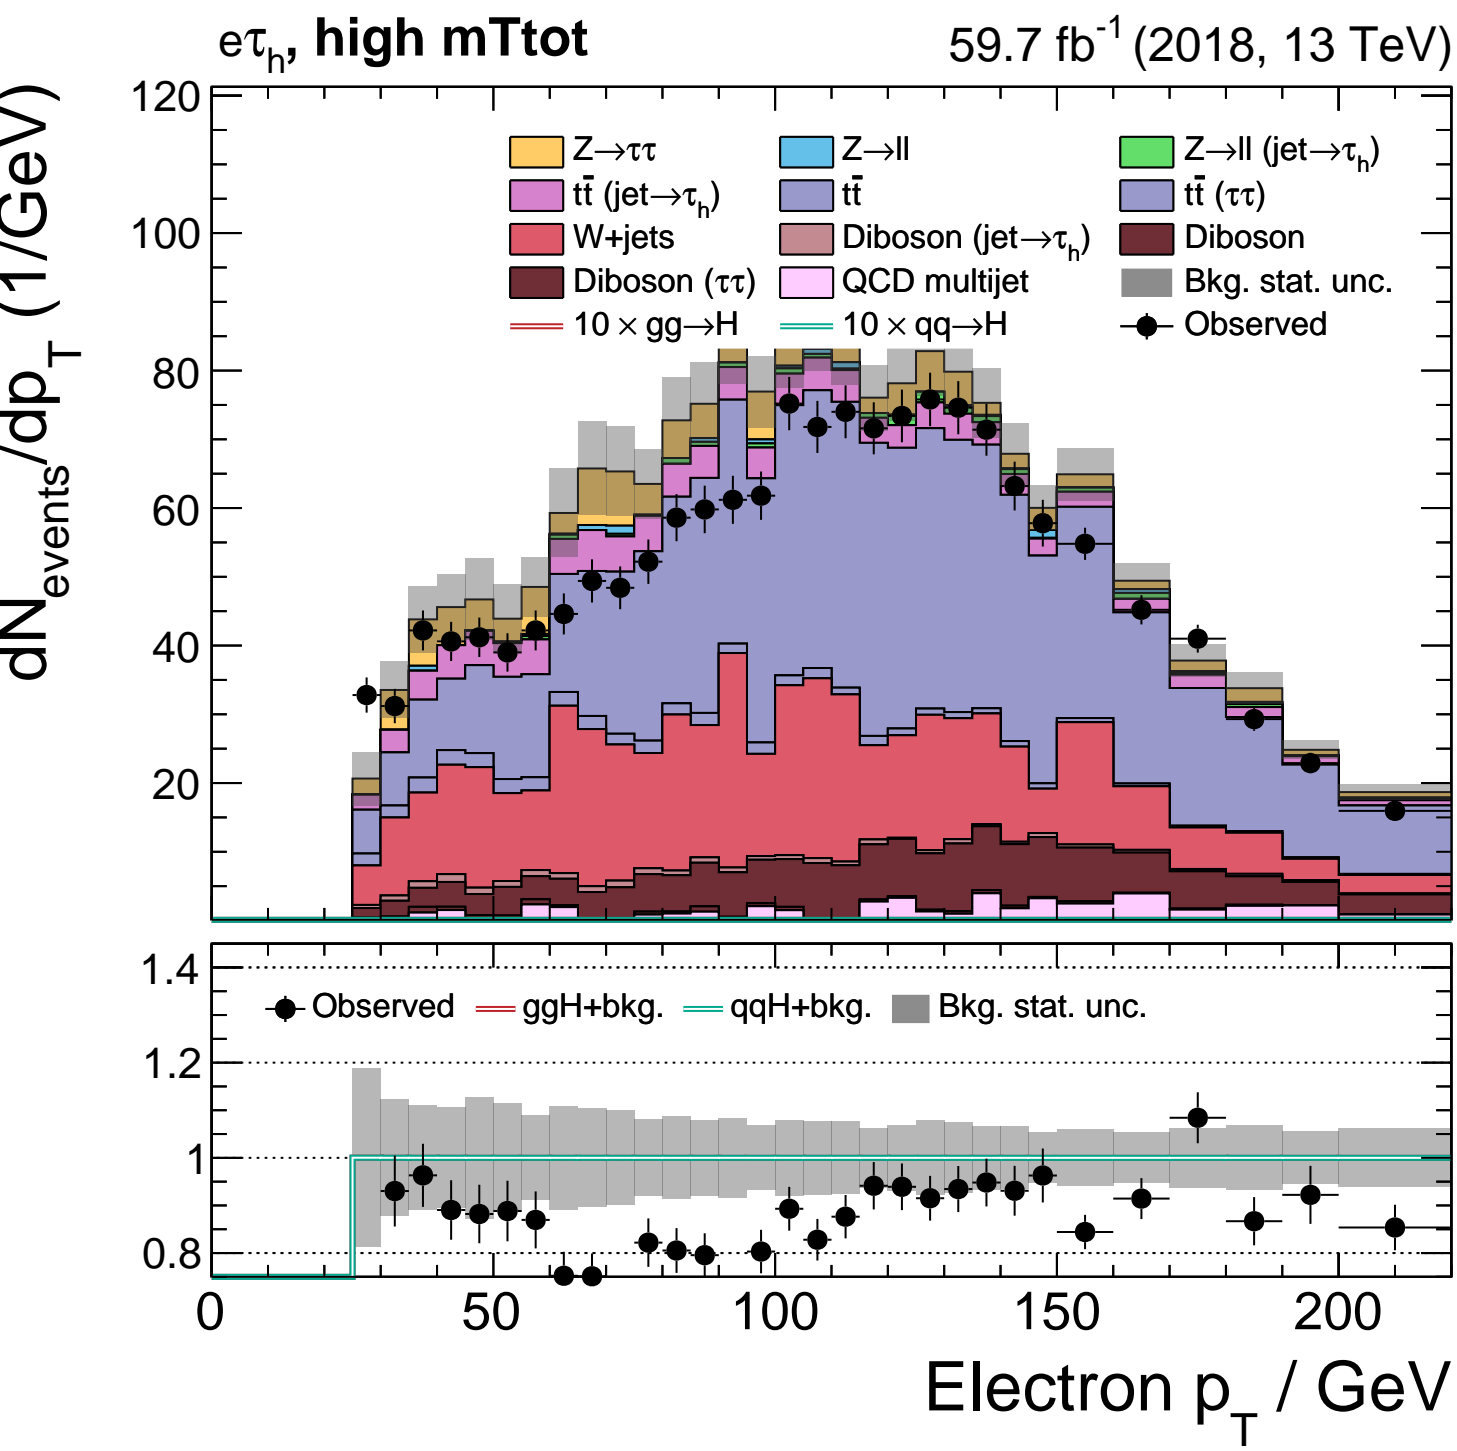 eτh, high mTtot
59.7 fb-1 (2018, 13 TeV)
dNevents/dpT (1/GeV)
120
100
80
60
40
20
Z→ττ Z→ll Z→ll (jet→τh)
tt̄ (jet→τh) tt̄ tt̄ (ττ)
W+jets Diboson (jet→τh) Diboson
Diboson (ττ) QCD multijet Bkg. stat. unc.
10 × gg→H 10 × qq→H Observed
1.4
1.2
1
0.8
Observed ggH+bkg. qqH+bkg. Bkg. stat. unc.
0 50 100 150 200
Electron pT / GeV